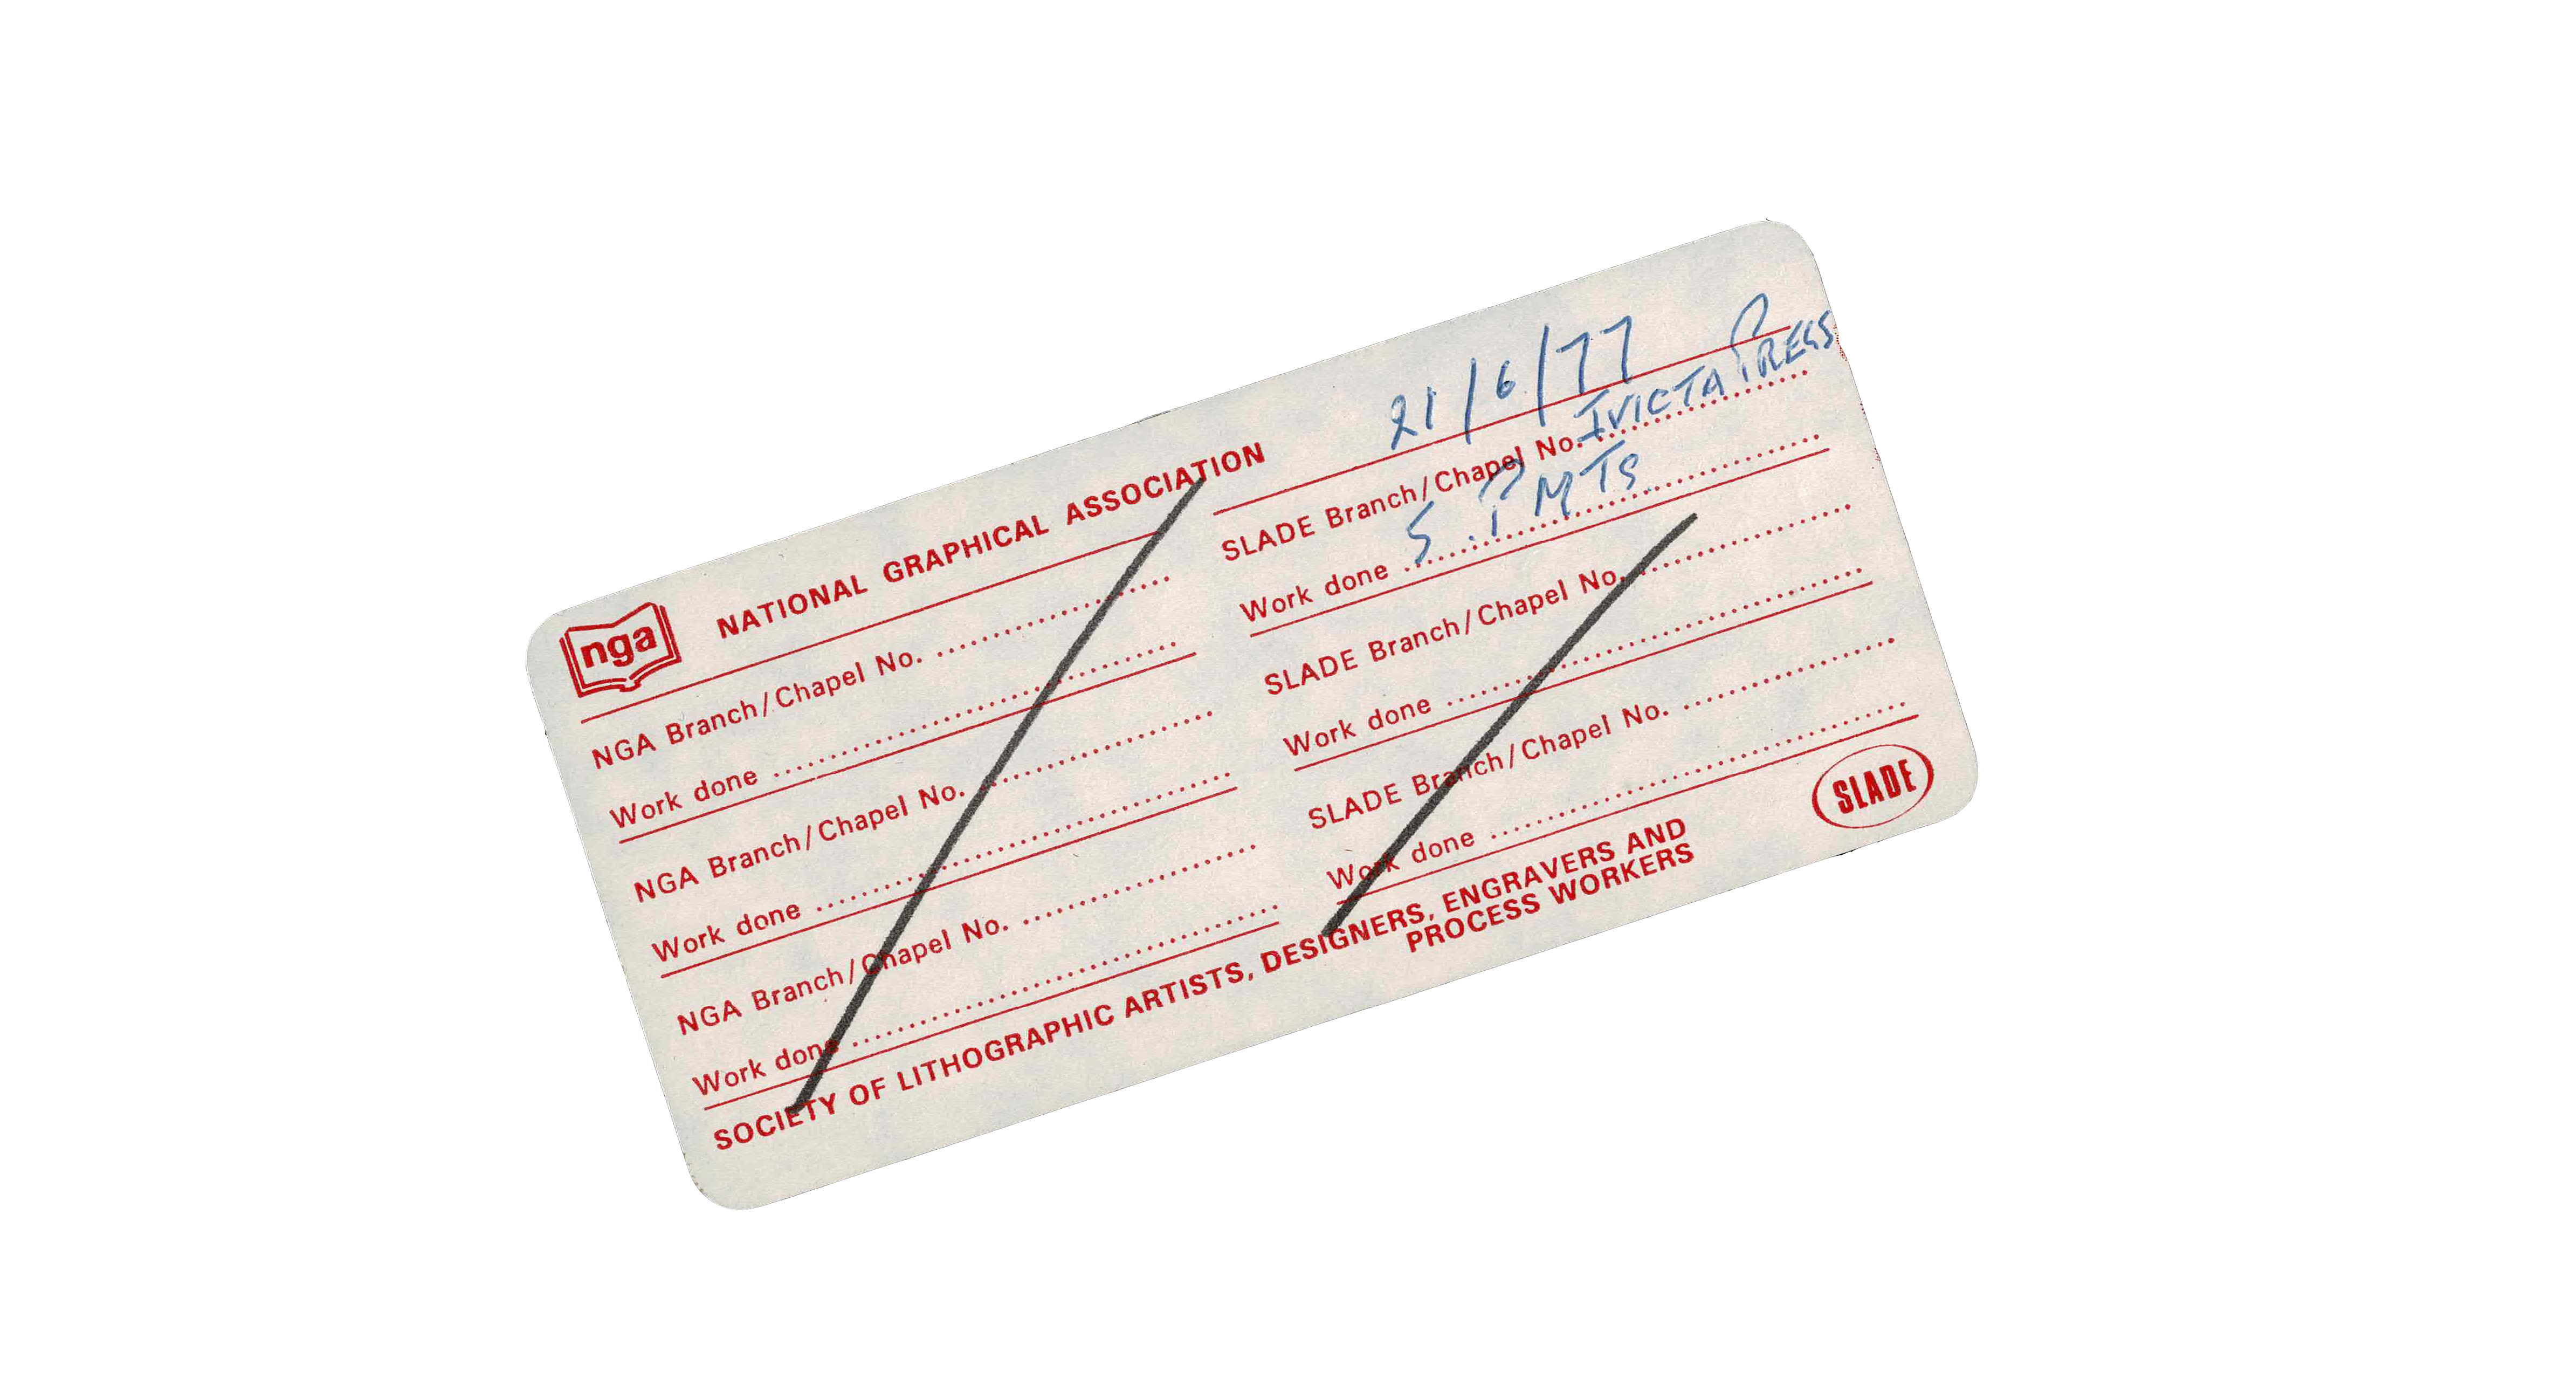 nga NATIONAL GRAPHICAL ASSOCIATION
NGA Branch/Chapel No. ........................
Work done ........................
NGA Branch/Chapel No. ........................
Work done ........................
NGA Branch/Chapel No. ........................
Work done ........................
21/6/77
SLADE Branch/Chapel No. IVICTA PRESS
Work done 5 PMTS
SLADE Branch/Chapel No. ........................
Work done ........................
SLADE Branch/Chapel No. ........................
Work done ........................
SOCIETY OF LITHOGRAPHIC ARTISTS, DESIGNERS, ENGRAVERS AND
PROCESS WORKERS
SLADE